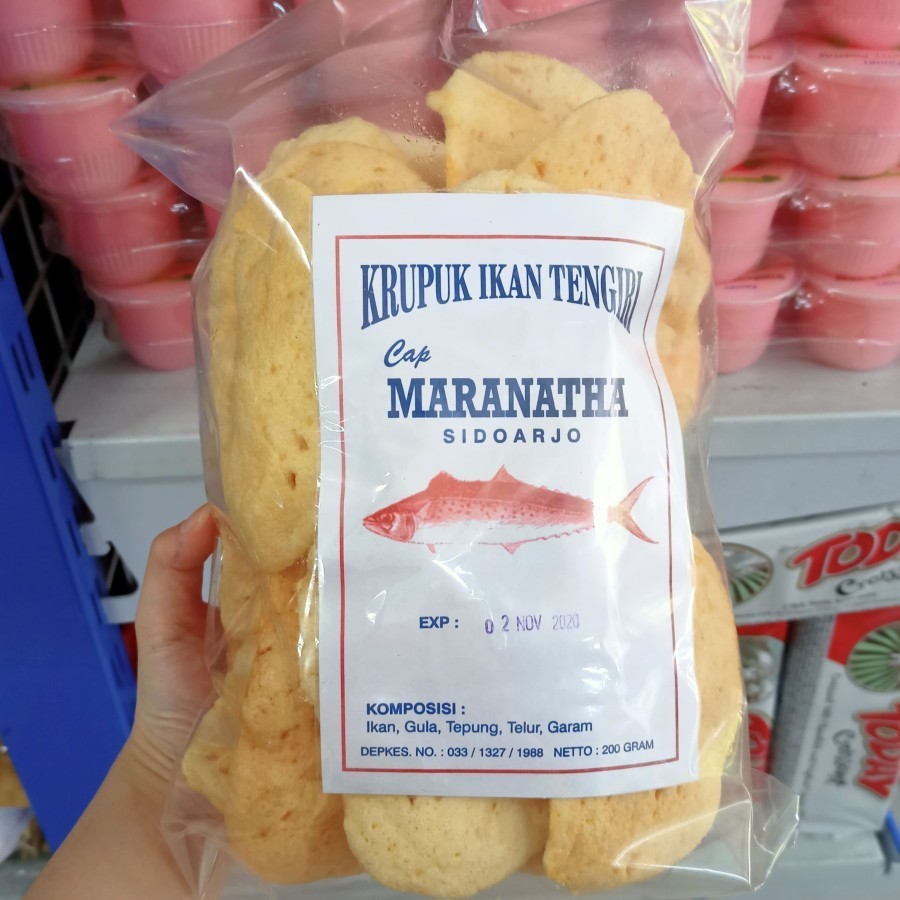 KRUPUK IKAN TENGIRI
Cap
MARANATHA
SIDOARJO
EXP : 02 NOV 2020
KOMPOSISI :
Ikan, Gula, Tepung, Telur, Garam
DEPKES. NO. : 033 / 1327 / 1988 NETTO : 200 GRAM
TODAY